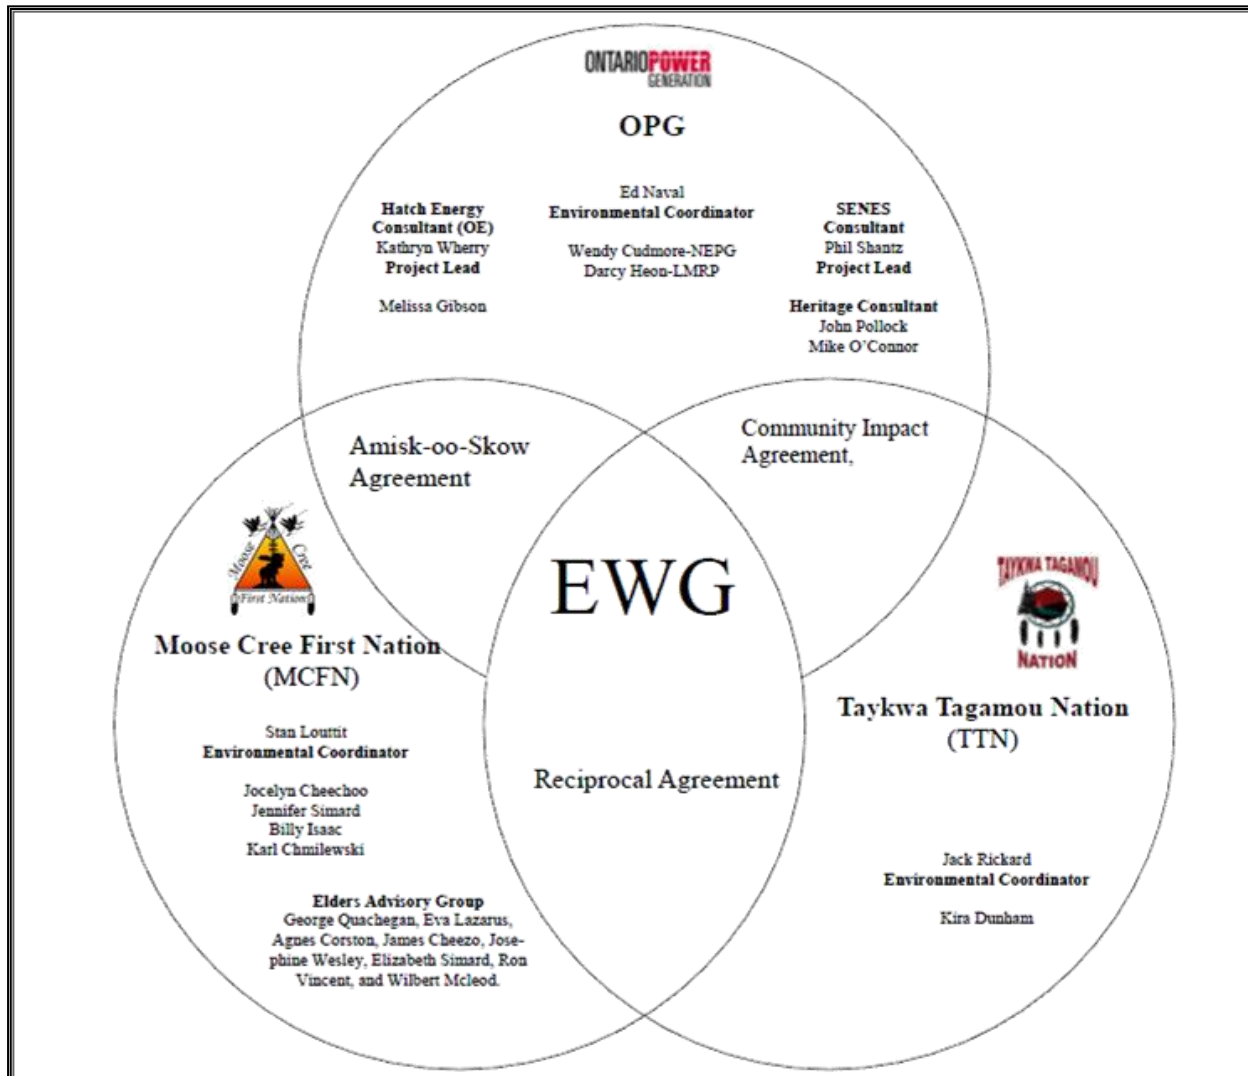 ONTARIOPOWER
GENERATION
OPG
Ed Naval
Environmental Coordinator
Wendy Cudmore-NEPG
Darcy Heon-LMRP
Hatch Energy
Consultant (OE)
Kathryn Wherry
Project Lead
Melissa Gibson
SENES
Consultant
Phil Shantz
Project Lead
Heritage Consultant
John Pollock
Mike O’Connor
Amisk-oo-Skow
Agreement
Community Impact
Agreement,
EWG
Reciprocal Agreement
Moose Cree
First Nation
Moose Cree First Nation
(MCFN)
Stan Louttit
Environmental Coordinator
Jocelyn Cheechoo
Jennifer Simard
Billy Isaac
Karl Chmilewski
Elders Advisory Group
George Quachegan, Eva Lazarus,
Agnes Corston, James Cheezo, Jose-
phine Wesley, Elizabeth Simard, Ron
Vincent, and Wilbert Mcleod.
TAYKWA TAGAMOU
NATION
Taykwa Tagamou Nation
(TTN)
Jack Rickard
Environmental Coordinator
Kira Dunham